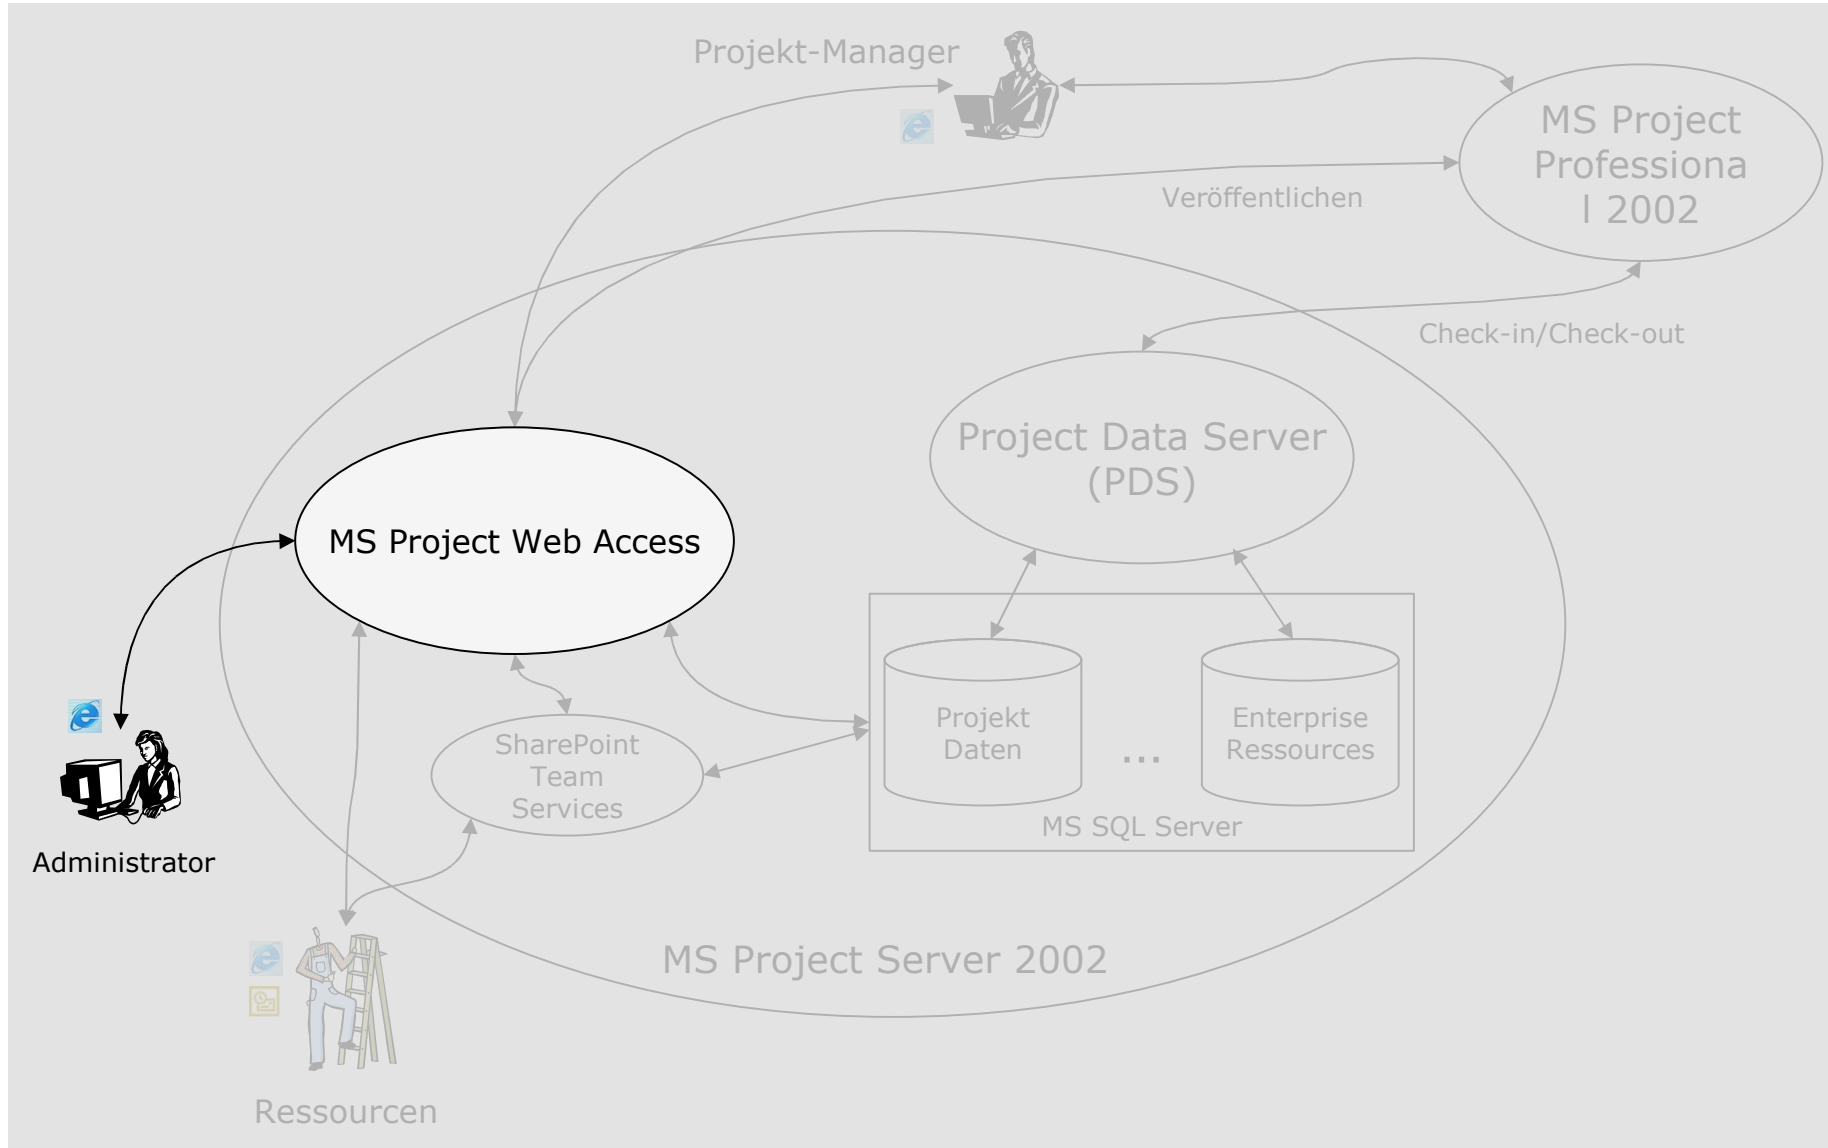 Projekt-Manager
MS Project
Professiona
l 2002
Veröffentlichen
Check-in/Check-out
Project Data Server
(PDS)
MS Project Web Access
Projekt
Daten
...
Enterprise
Ressources
SharePoint
Team
Services
MS SQL Server
Administrator
MS Project Server 2002
Ressourcen